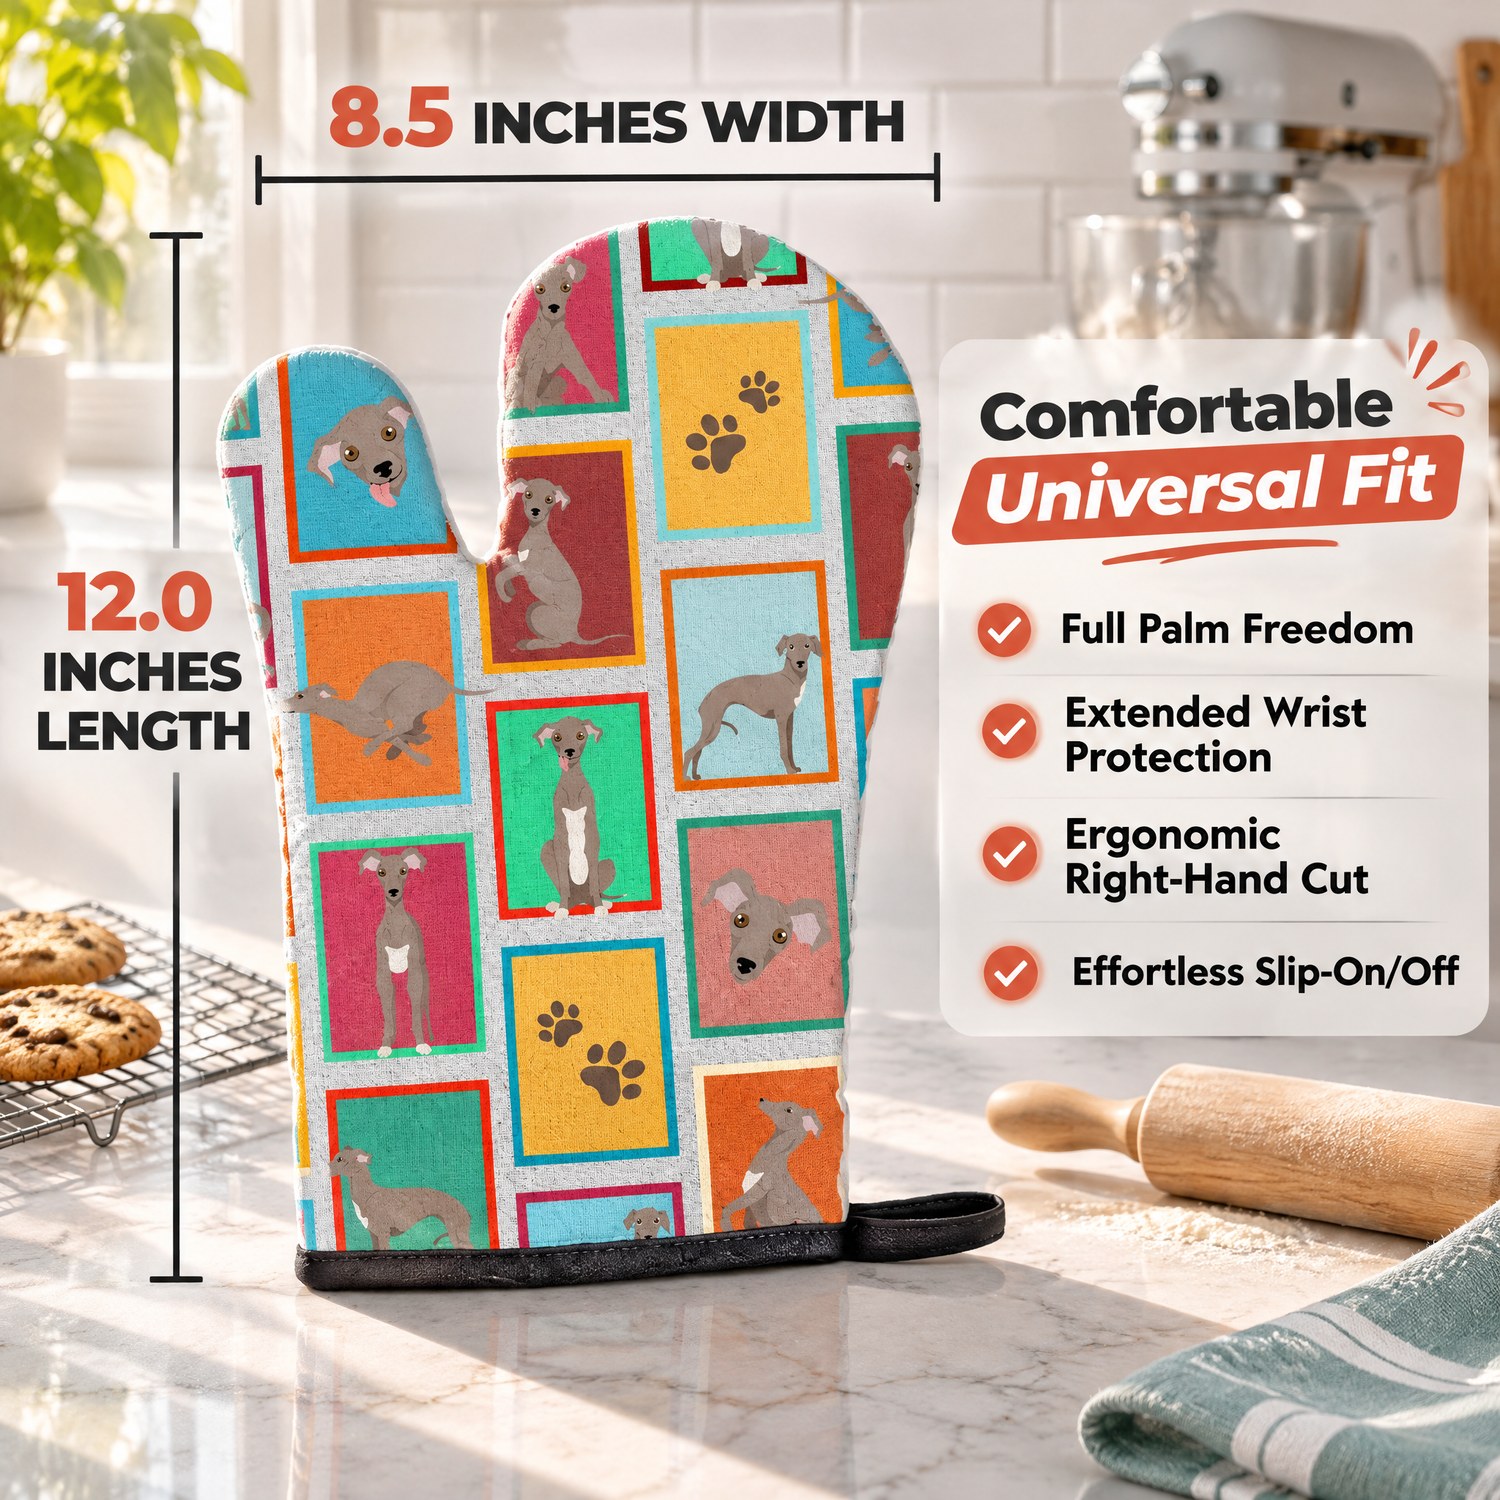 8.5 INCHES WIDTH
12.0
INCHES
LENGTH
Comfortable
Universal Fit
Full Palm Freedom
Extended Wrist
Protection
Ergonomic
Right-Hand Cut
Effortless Slip-On/Off